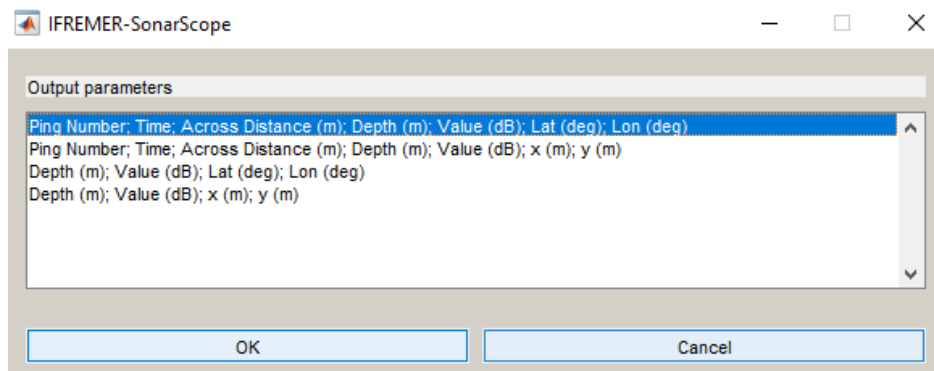 IFREMER-SonarScope
Output parameters
Ping Number; Time; Across Distance (m); Depth (m); Value (dB); Lat (deg); Lon (deg)
Ping Number; Time; Across Distance (m); Depth (m); Value (dB); x (m); y (m)
Depth (m); Value (dB); Lat (deg); Lon (deg)
Depth (m); Value (dB); x (m); y (m)
OK
Cancel